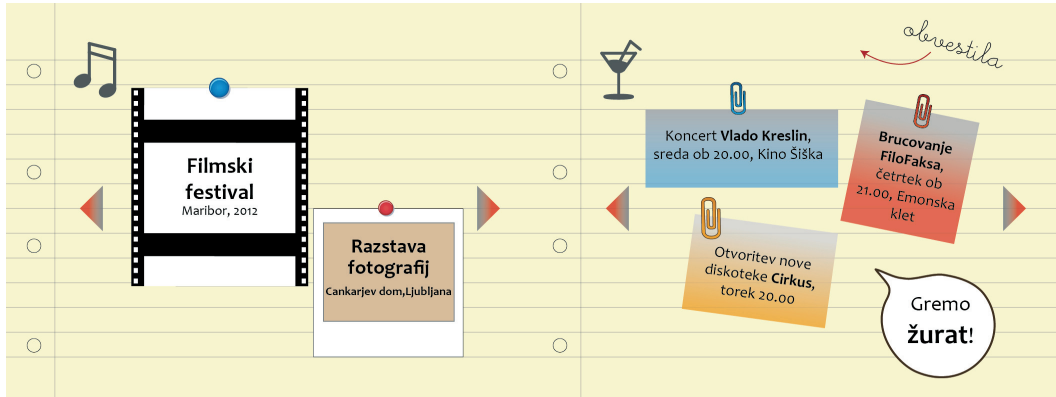 Filmski
festival
Maribor, 2012
Razstava
fotografij
Cankarjev dom,Ljubljana
obvestila
Koncert Vlado Kreslin,
sreda ob 20.00, Kino Šiška
Brucovanje
FiloFaksa,
četrtek ob
21.00, Emonska
klet
Otvoritev nove
diskoteke Cirkus,
torek 20.00
Gremo
žurat!